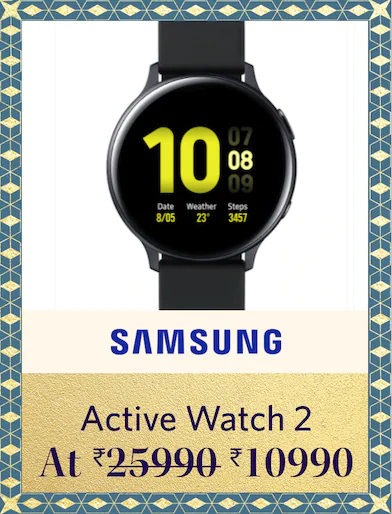 10 07
08
09
Date Weather Steps
8/05 23° 3457
SAMSUNG
Active Watch 2
At ₹25990 ₹10990